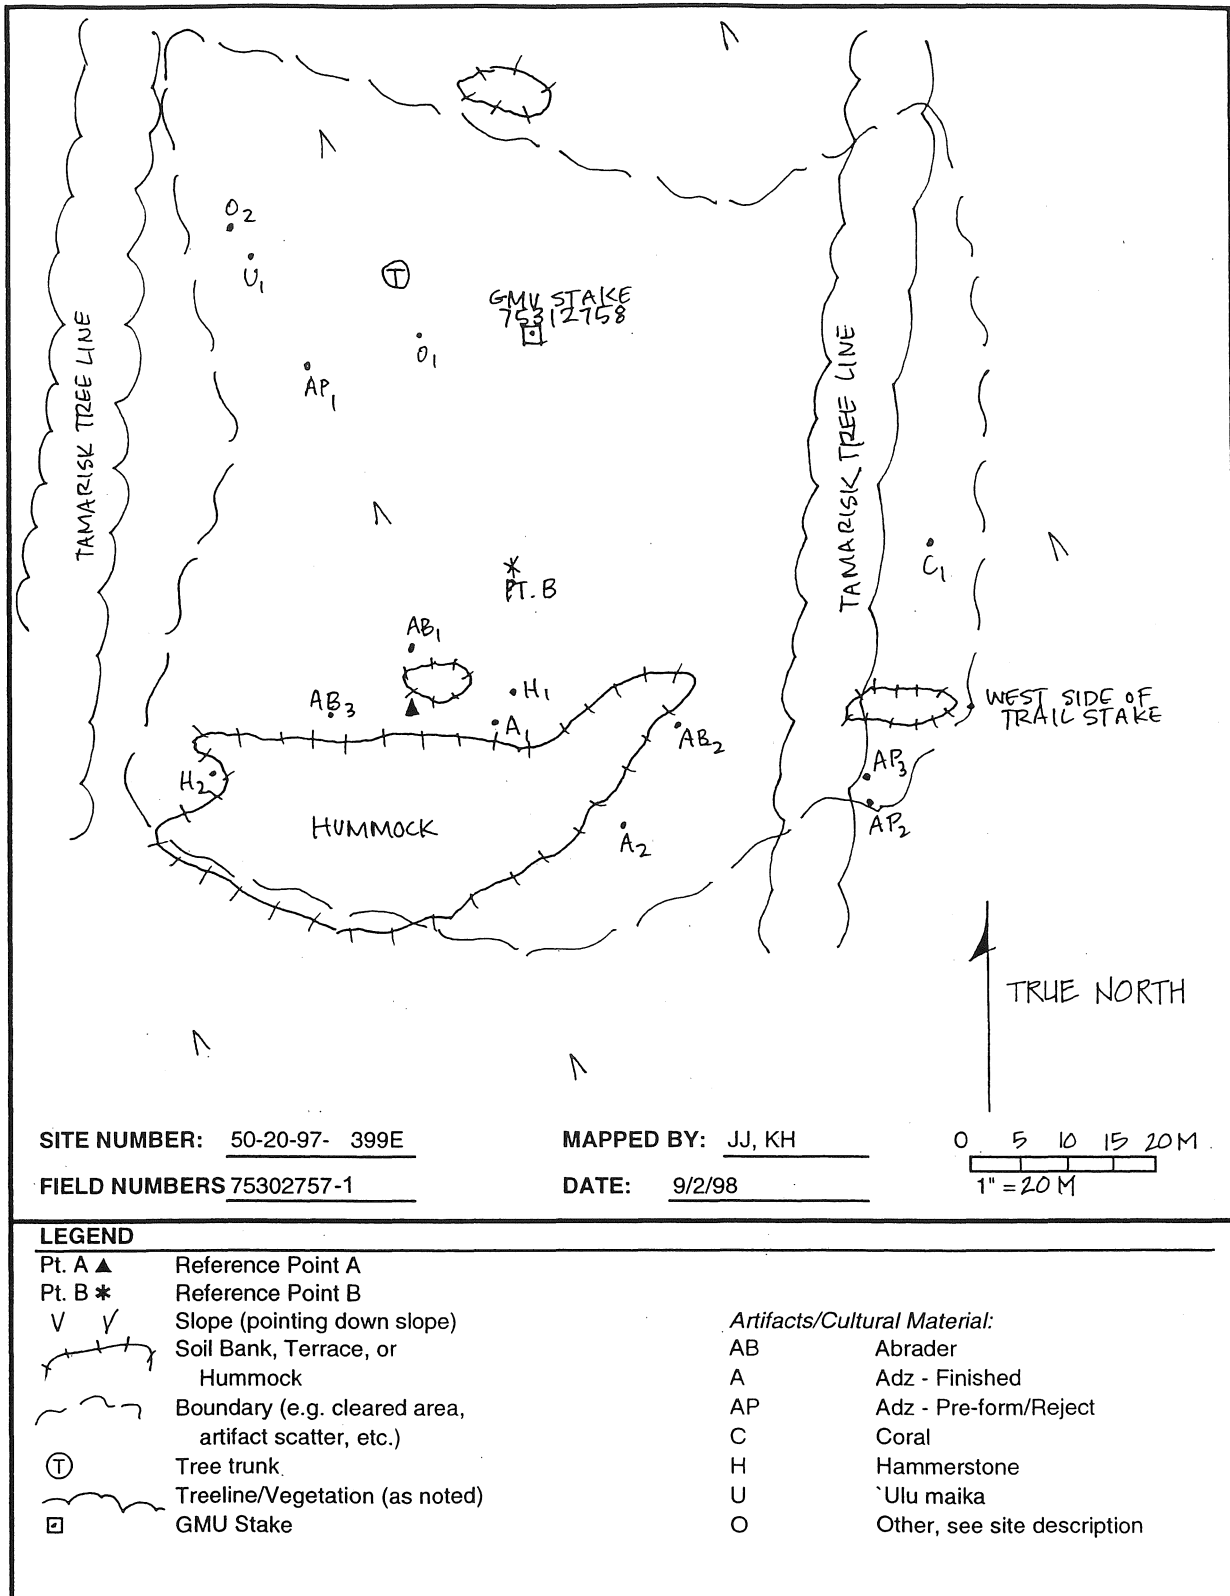 O2
U1
T
GMU STAKE
75312758
O1
AP1
TAMARISK TREE LINE
TAMARISK TREE LINE
C1
PT. B
AB1
H1
AB3
A1
AB2
WEST SIDE OF
TRAIL STAKE
H2
AP3
HUMMOCK
A2
AP2
TRUE NORTH
SITE NUMBER: 50-20-97- 399E
MAPPED BY: JJ, KH
0 5 10 15 20 M
FIELD NUMBERS 75302757-1
DATE: 9/2/98
1" = 20 M
LEGEND
Pt. A ▲ Reference Point A
Pt. B * Reference Point B
Slope (pointing down slope)
Soil Bank, Terrace, or
Hummock
Boundary (e.g. cleared area,
artifact scatter, etc.)
T Tree trunk
Treeline/Vegetation (as noted)
GMU Stake
Artifacts/Cultural Material:
AB Abrader
A Adz - Finished
AP Adz - Pre-form/Reject
C Coral
H Hammerstone
U `Ulu maika
O Other, see site description